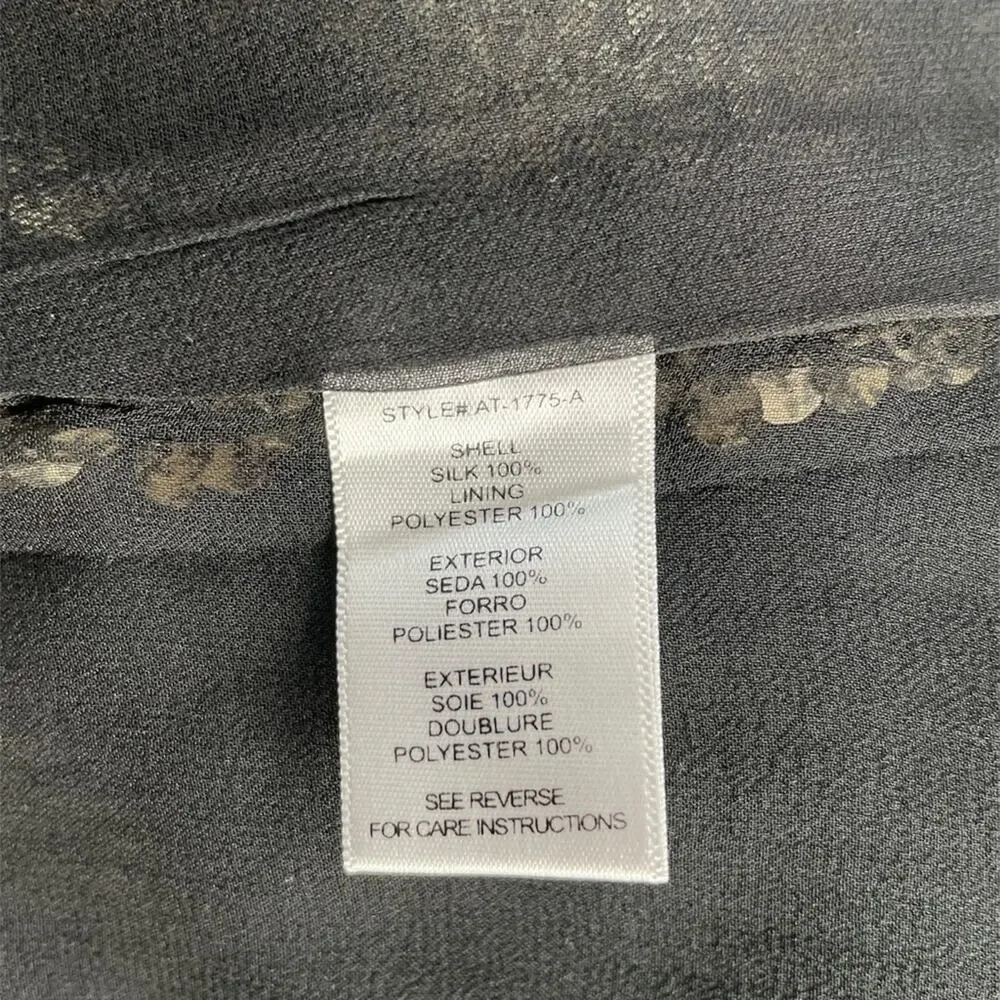 STYLE# AT-1775-A
SHELL
SILK 100%
LINING
POLYESTER 100%
EXTERIOR
SEDA 100%
FORRO
POLIESTER 100%
EXTERIEUR
SOIE 100%
DOUBLURE
POLYESTER 100%
SEE REVERSE
FOR CARE INSTRUCTIONS